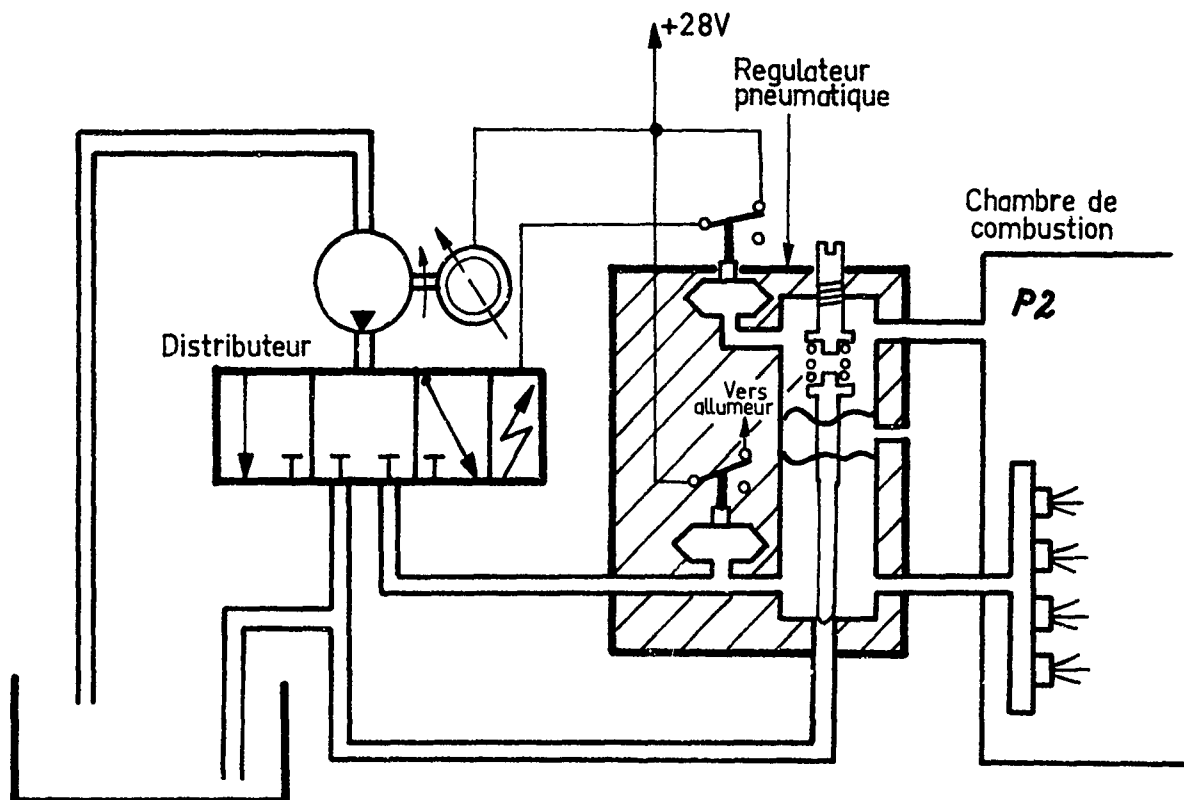 +28V
Regulateur
pneumatique
Chambre de
combustion
P2
Distributeur
Vers
allumeur